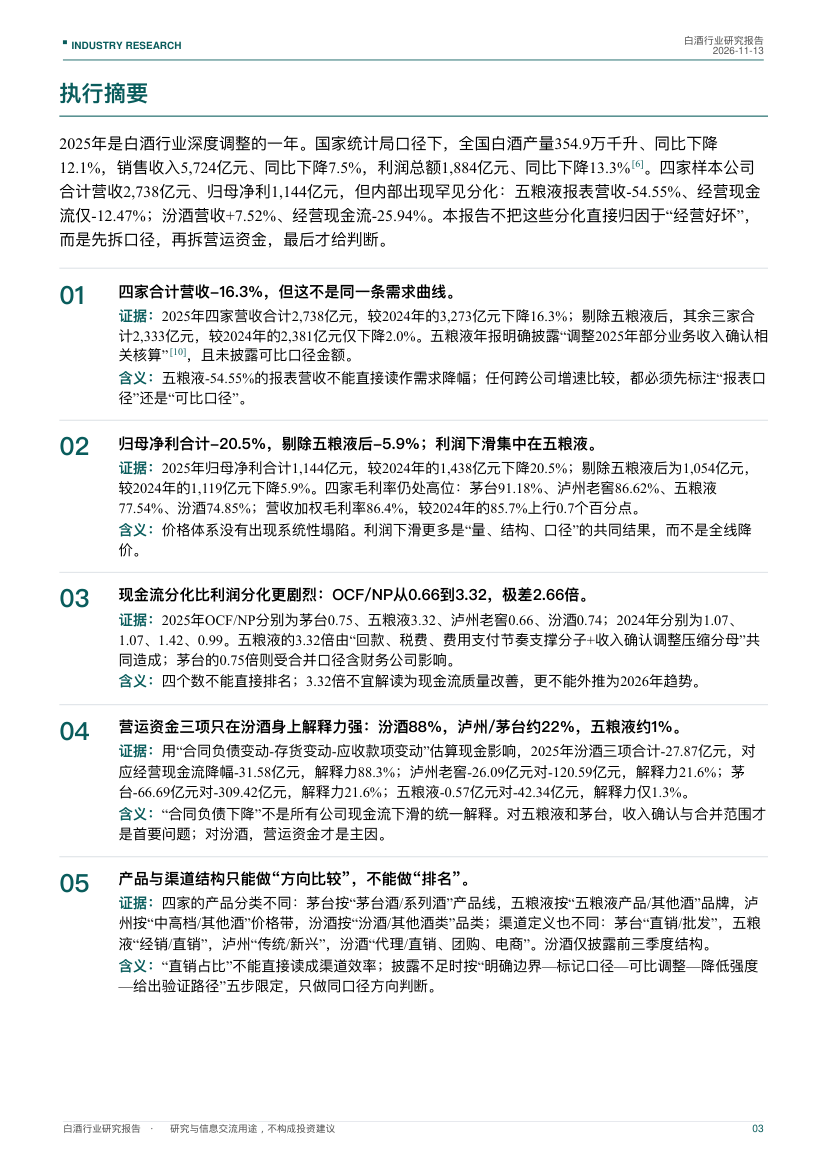 INDUSTRY RESEARCH
白酒行业研究报告
2026-11-13
执行摘要
2025年是白酒行业深度调整的一年。国家统计局口径下，全国白酒产量354.9万千升、同比下降
12.1%，销售收入5,724亿元、同比下降7.5%，利润总额1,884亿元、同比下降13.3%[6]。四家样本公司
合计营收2,738亿元、归母净利1,144亿元，但内部出现罕见分化：五粮液报表营收-54.55%、经营现金
流仅-12.47%；汾酒营收+7.52%、经营现金流-25.94%。本报告不把这些分化直接归因于“经营好坏”，
而是先拆口径，再拆营运资金，最后才给判断。
01
四家合计营收−16.3%，但这不是同一条需求曲线。
证据：2025年四家营收合计2,738亿元，较2024年的3,273亿元下降16.3%；剔除五粮液后，其余三家合
计2,333亿元，较2024年的2,381亿元仅下降2.0%。五粮液年报明确披露“调整2025年部分业务收入确认相
关核算”[10]，且未披露可比口径金额。
含义：五粮液-54.55%的报表营收不能直接读作需求降幅；任何跨公司增速比较，都必须先标注“报表口
径”还是“可比口径”。
02
归母净利合计−20.5%，剔除五粮液后−5.9%；利润下滑集中在五粮液。
证据：2025年归母净利合计1,144亿元，较2024年的1,438亿元下降20.5%；剔除五粮液后为1,054亿元，
较2024年的1,119亿元下降5.9%。四家毛利率仍处高位：茅台91.18%、泸州老窖86.62%、五粮液
77.54%、汾酒74.85%；营收加权毛利率86.4%，较2024年的85.7%上行0.7个百分点。
含义：价格体系没有出现系统性塌陷。利润下滑更多是“量、结构、口径”的共同结果，而不是全线降
价。
03
现金流分化比利润分化更剧烈：OCF/NP从0.66到3.32，极差2.66倍。
证据：2025年OCF/NP分别为茅台0.75、五粮液3.32、泸州老窖0.66、汾酒0.74；2024年分别为1.07、
1.07、1.42、0.99。五粮液的3.32倍由“回款、税费、费用支付节奏支撑分子+收入确认调整压缩分母”共
同造成；茅台的0.75倍则受合并口径含财务公司影响。
含义：四个数不能直接排名；3.32倍不宜解读为现金流质量改善，更不能外推为2026年趋势。
04
营运资金三项只在汾酒身上解释力强：汾酒88%，泸州/茅台约22%，五粮液约1%。
证据：用“合同负债变动-存货变动-应收款项变动”估算现金影响，2025年汾酒三项合计-27.87亿元，对
应经营现金流降幅-31.58亿元，解释力88.3%；泸州老窖-26.09亿元对-120.59亿元，解释力21.6%；茅
台-66.69亿元对-309.42亿元，解释力21.6%；五粮液-0.57亿元对-42.34亿元，解释力仅1.3%。
含义：“合同负债下降”不是所有公司现金流下滑的统一解释。对五粮液和茅台，收入确认与合并范围才
是首要问题；对汾酒，营运资金才是主因。
05
产品与渠道结构只能做“方向比较”，不能做“排名”。
证据：四家的产品分类不同：茅台按“茅台酒/系列酒”产品线，五粮液按“五粮液产品/其他酒”品牌，泸
州按“中高档/其他酒”价格带，汾酒按“汾酒/其他酒类”品类；渠道定义也不同：茅台“直销/批发”，五粮
液“经销/直销”，泸州“传统/新兴”，汾酒“代理/直销、团购、电商”。汾酒仅披露前三季度结构。
含义：“直销占比”不能直接读成渠道效率；披露不足时按“明确边界—标记口径—可比调整—降低强度
—给出验证路径”五步限定，只做同口径方向判断。
白酒行业研究报告 · 研究与信息交流用途，不构成投资建议
03